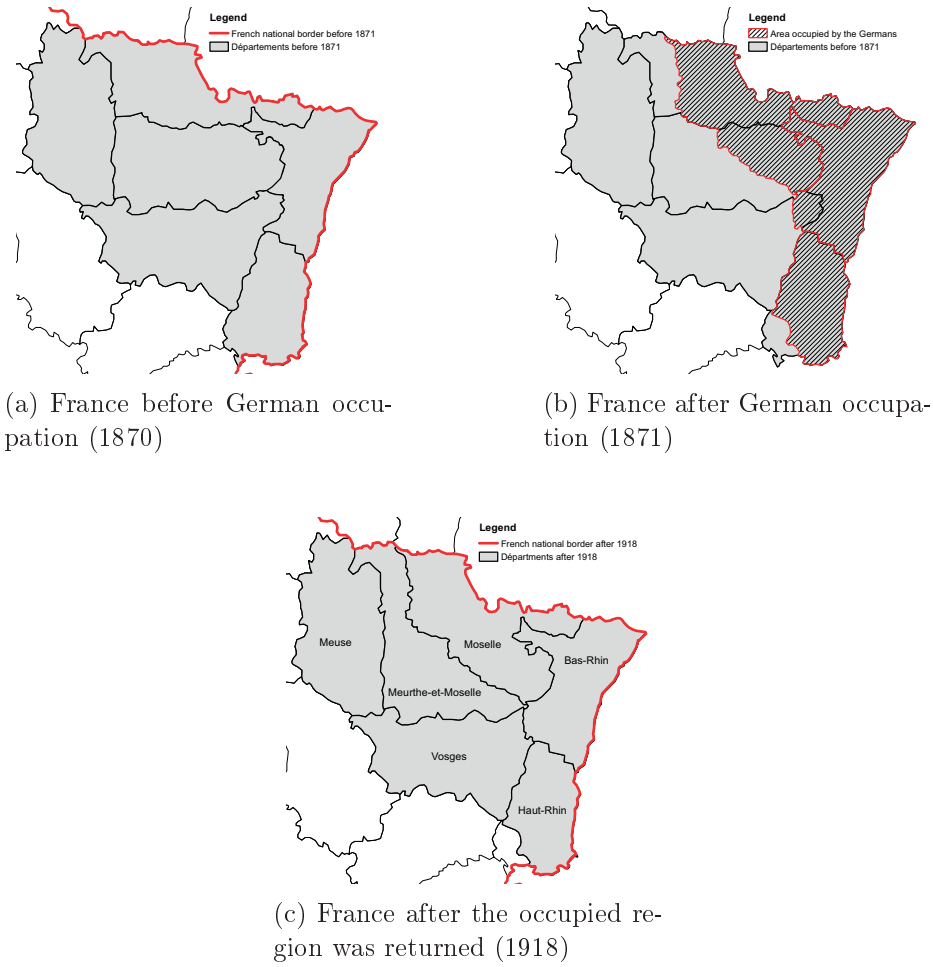 Legend
French national border before 1871
Départements before 1871
(a) France before German occu-
pation (1870)
Legend
Area occupied by the Germans
Départements before 1871
(b) France after German occupa-
tion (1871)
Legend
French national border after 1918
Départments after 1918
Meuse
Moselle
Bas-Rhin
Meurthe-et-Moselle
Vosges
Haut-Rhin
(c) France after the occupied re-
gion was returned (1918)